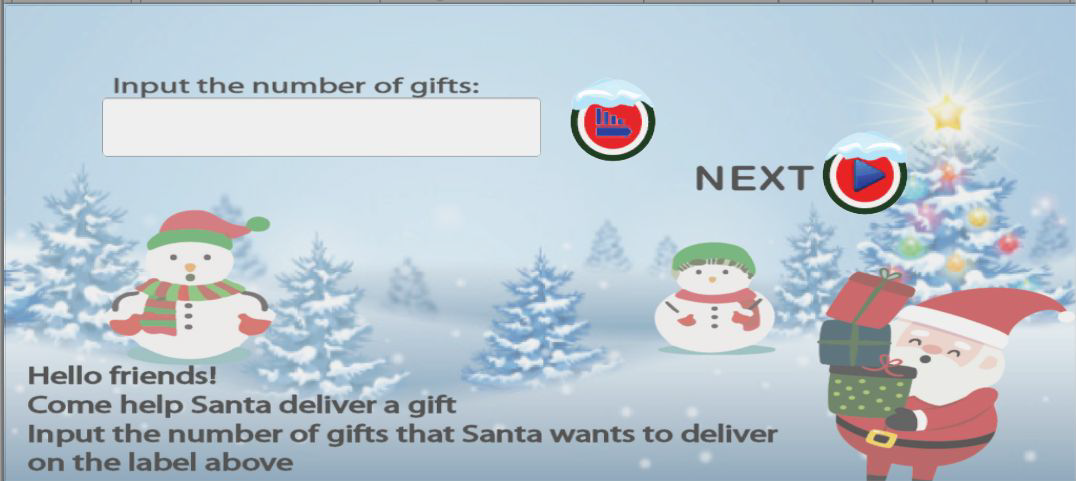 Input the number of gifts:
NEXT
Hello friends!
Come help Santa deliver a gift
Input the number of gifts that Santa wants to deliver
on the label above